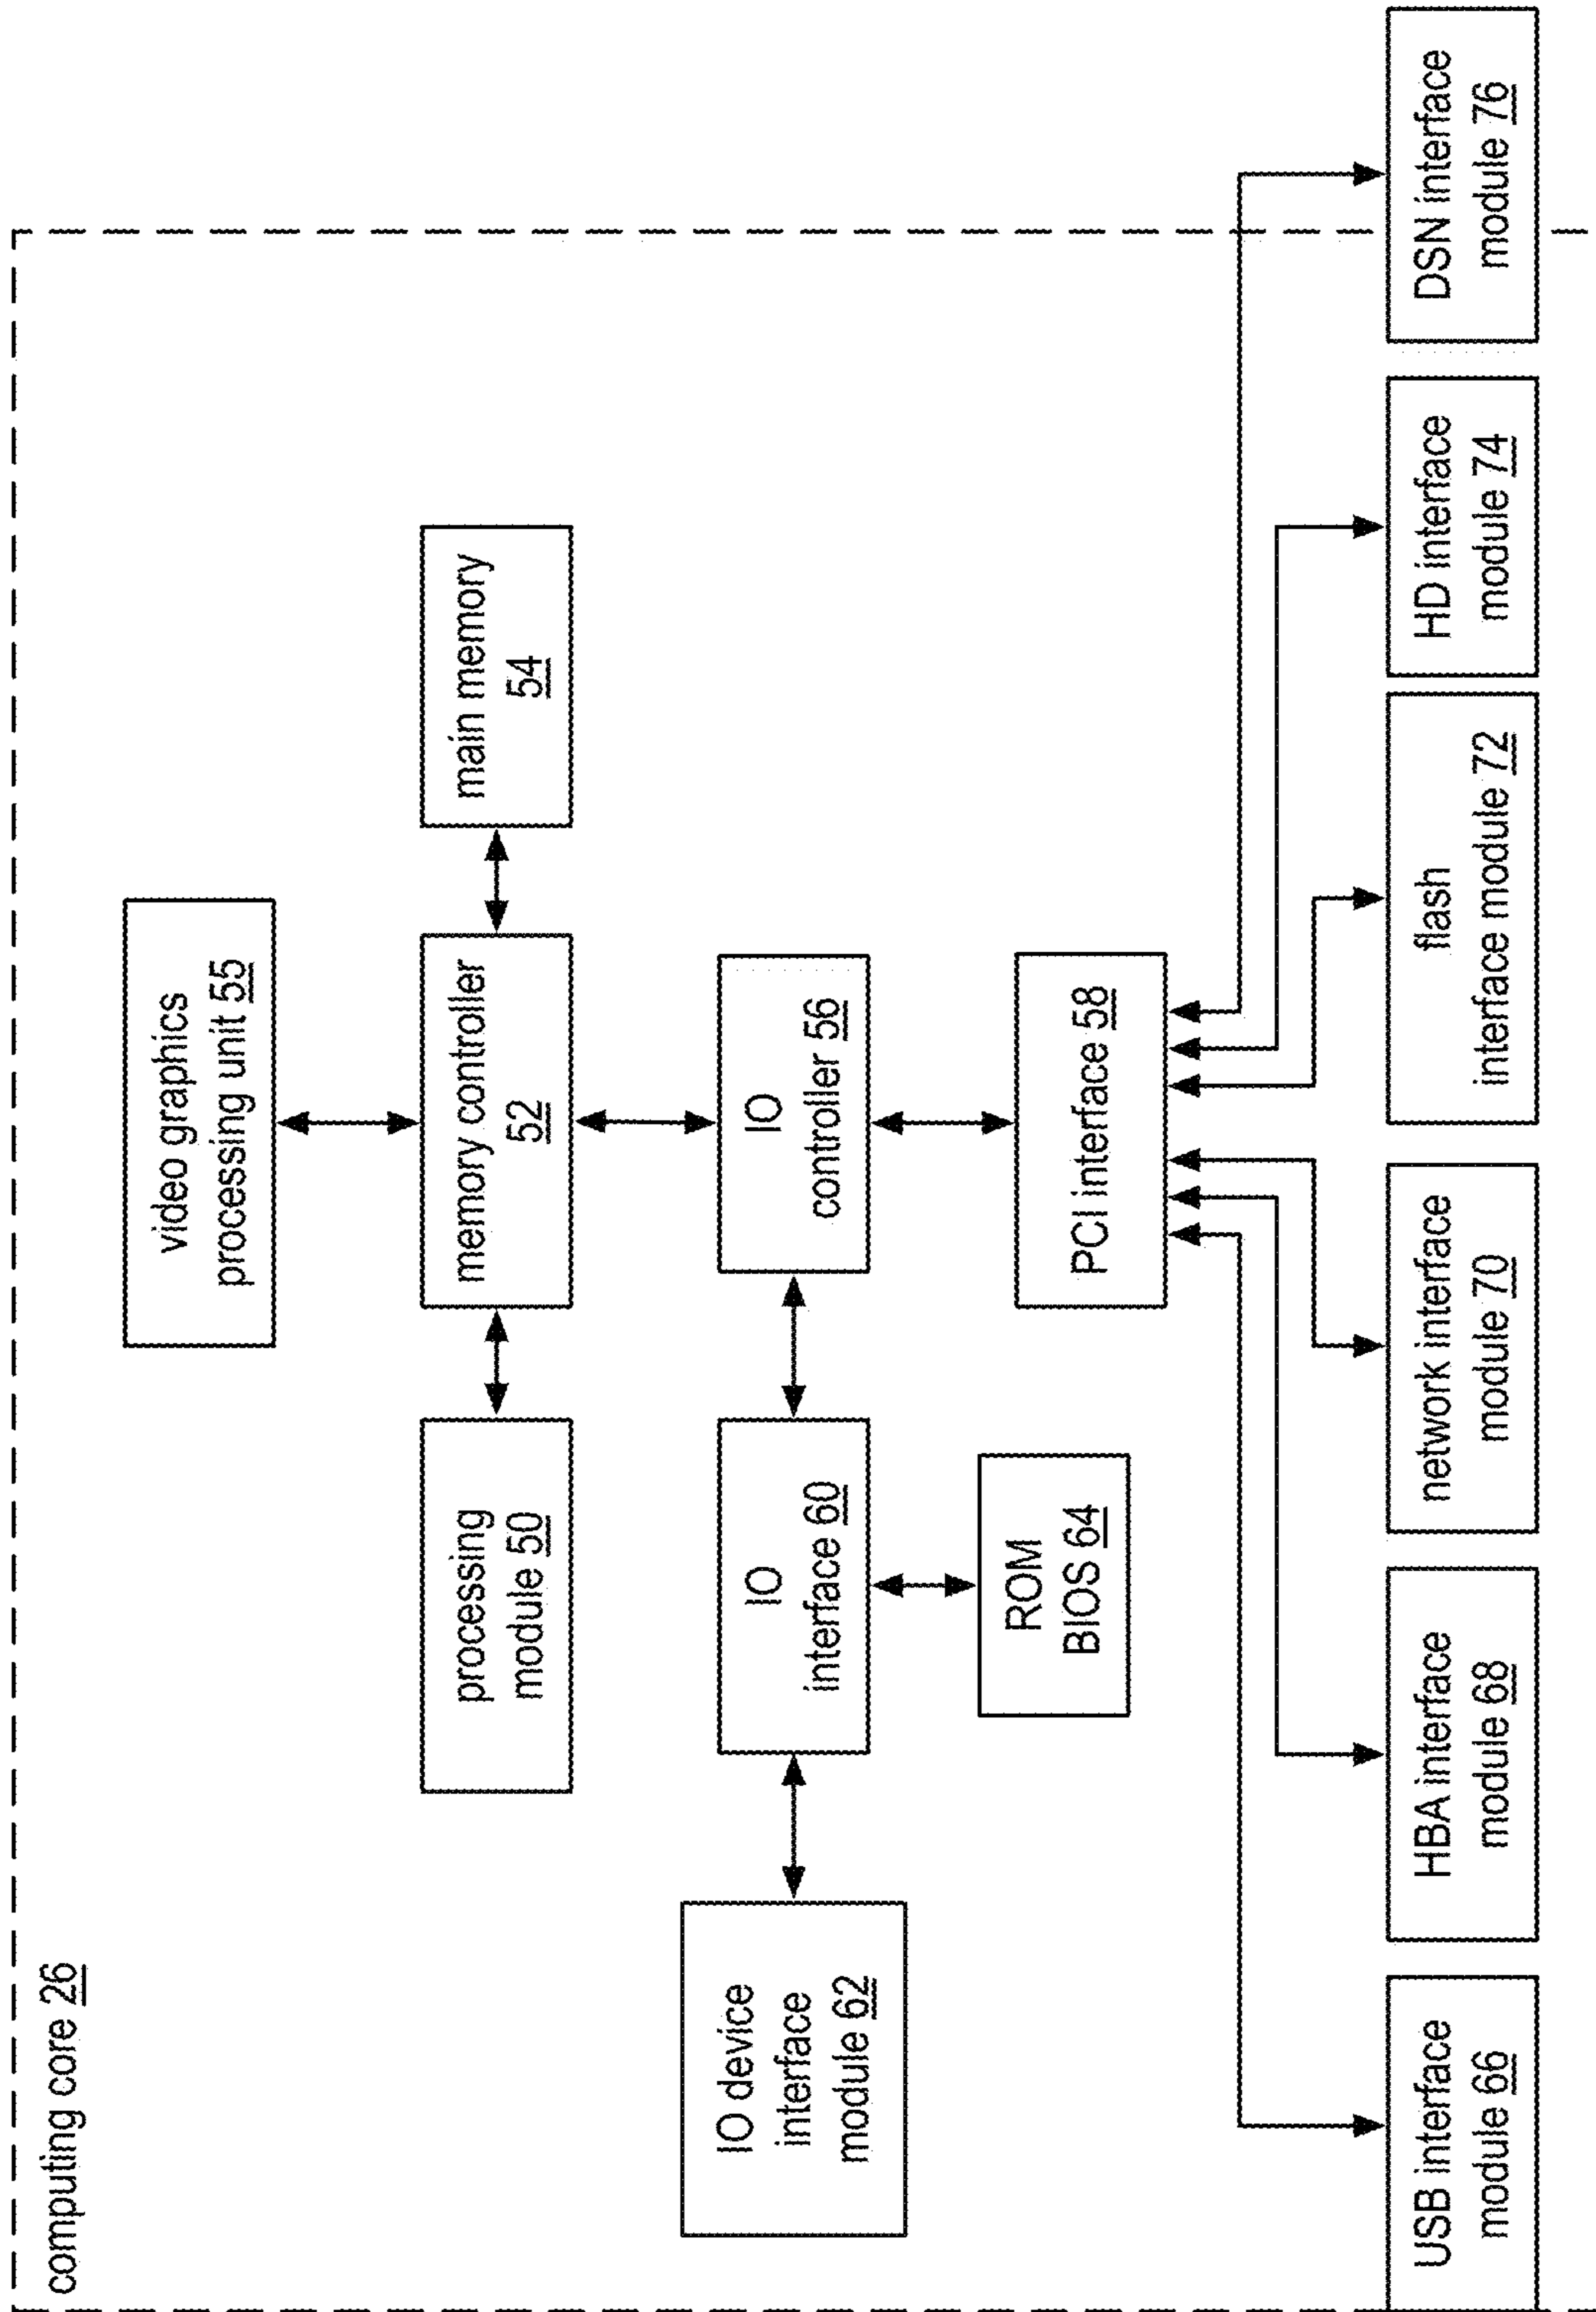 computing core 26
video graphics
processing unit 55
processing
module 50
memory controller
52
main memory
54
IO device
interface
module 62
IO
interface 60
IO
controller 56
ROM
BIOS 64
PCI interface 58
USB interface
module 66
HBA interface
module 68
network interface
module 70
flash
interface module 72
HD interface
module 74
DSN interface
module 76